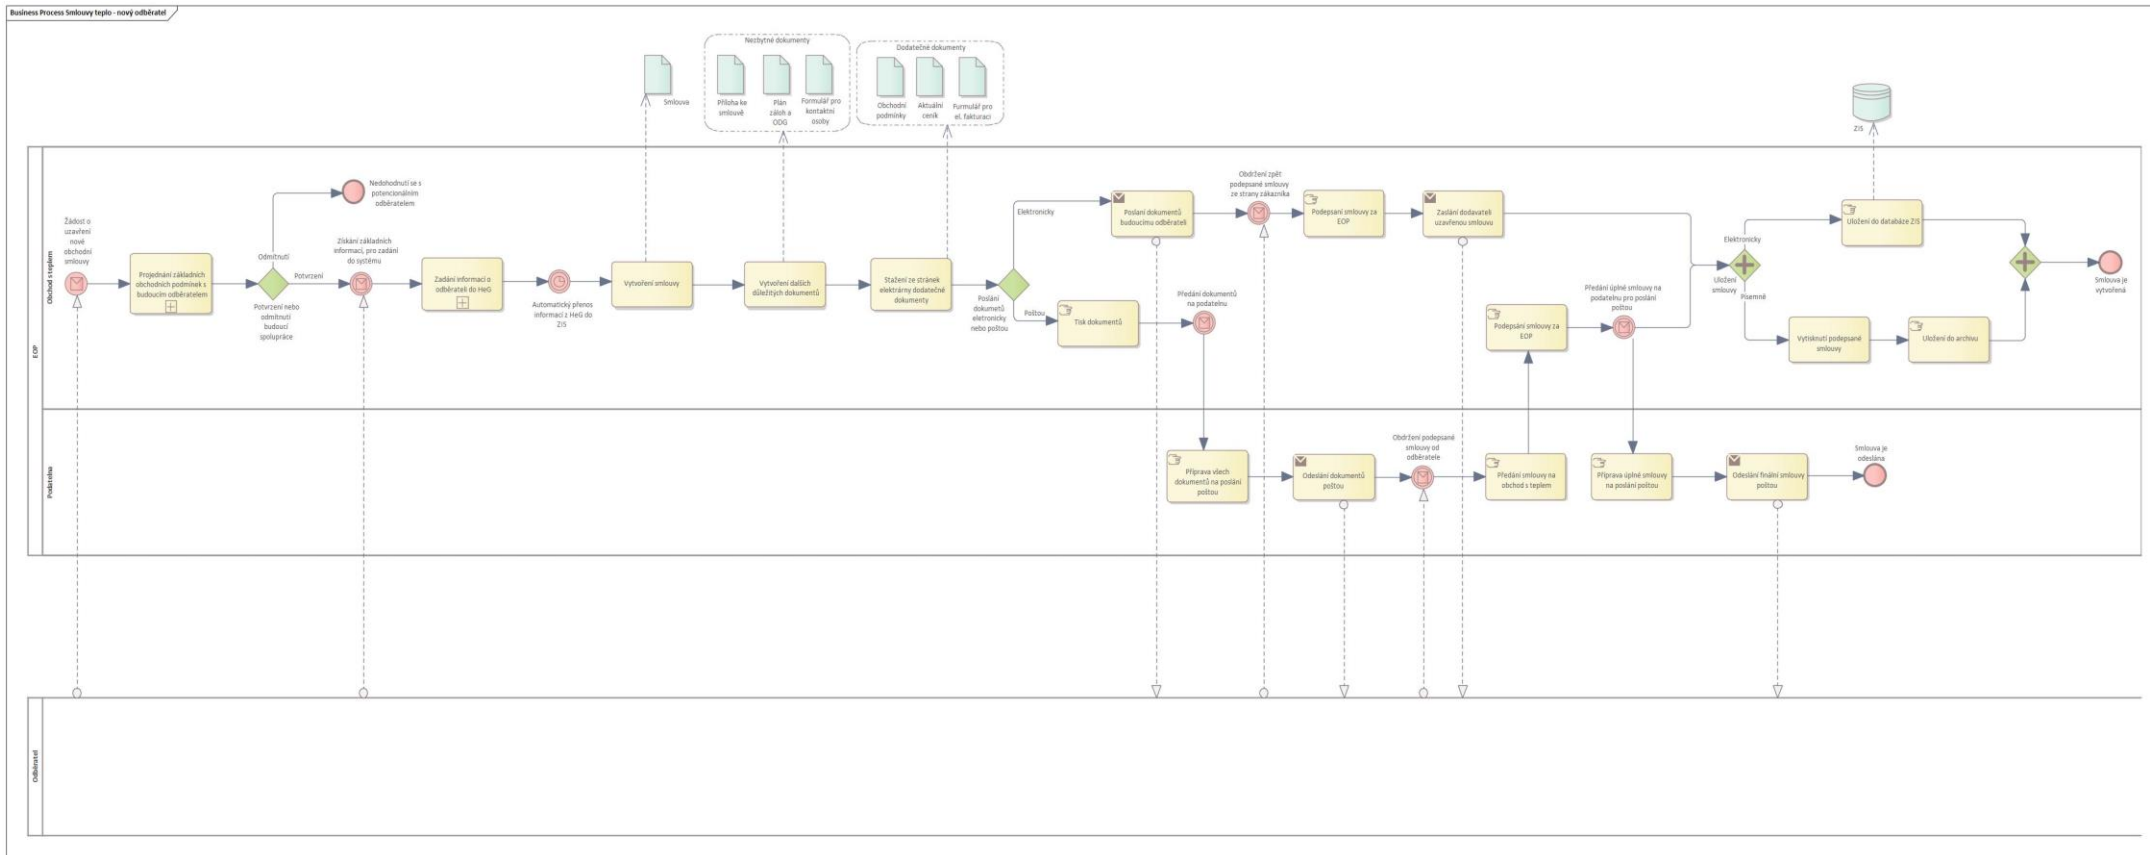 Business Process Smlouvy teplo - nový odběratel
Nezbytné dokumenty
Dodatečné dokumenty
Smlouva
Příloha ke
smlouvě
Plán
záloh a
ODG
Formulář pro
kontaktní
osoby
Obchodní
podmínky
Aktuální
ceník
Formulář pro
el. fakturaci
ZIS
EOP
Obchod s teplem
Žádost o
uzavření
nové
obchodní
smlouvy
Projednání základních
obchodních podmínek s
budoucím odběratelem
Odmítnutí
Nedohodnutí se s
potencionálním
odběratelem
Potvrzení
Potvrzení nebo
odmítnutí
budoucí
spolupráce
Získání základních
informací, pro zadání
do systému
Zadání informací o
odběrateli do HeG
Automatický přenos
informací z HeG do
ZIS
Vytvoření smlouvy
Vytvoření dalších
důležitých dokumentů
Stažení ze stránek
elektrárny dodatečné
dokumenty
Elektronicky
Poštou
Poslání
dokumetů
eletronicky
nebo poštou
Poslaní dokumentů
budoucímu odběrateli
Obdržení zpět
podepsané smlouvy
ze strany zákazníka
Podepsaní smlouvy za
EOP
Zaslání dodavateli
uzavřenou smlouvu
Tisk dokumentů
Předání dokumentů
na podatelnu
Podepsání smlouvy za
EOP
Předání úplné smlouvy na
podatelnu pro poslání
poštou
Elektronicky
Uložení
smlouvy
Písemně
Uložení do databáze ZIS
Vytisknutí podepsané
smlouvy
Uložení do archivu
Smlouva je
vytvořená
Podatelna
Příprava všech
dokumentů na poslání
poštou
Odeslání dokumentů
poštou
Obdržení podepsané
smlouvy od
odběratele
Předání smlouvy na
obchod s teplem
Příprava úplné smlouvy
na poslání poštou
Odeslání finální smlouvy
poštou
Smlouva je
odeslána
Odběratel